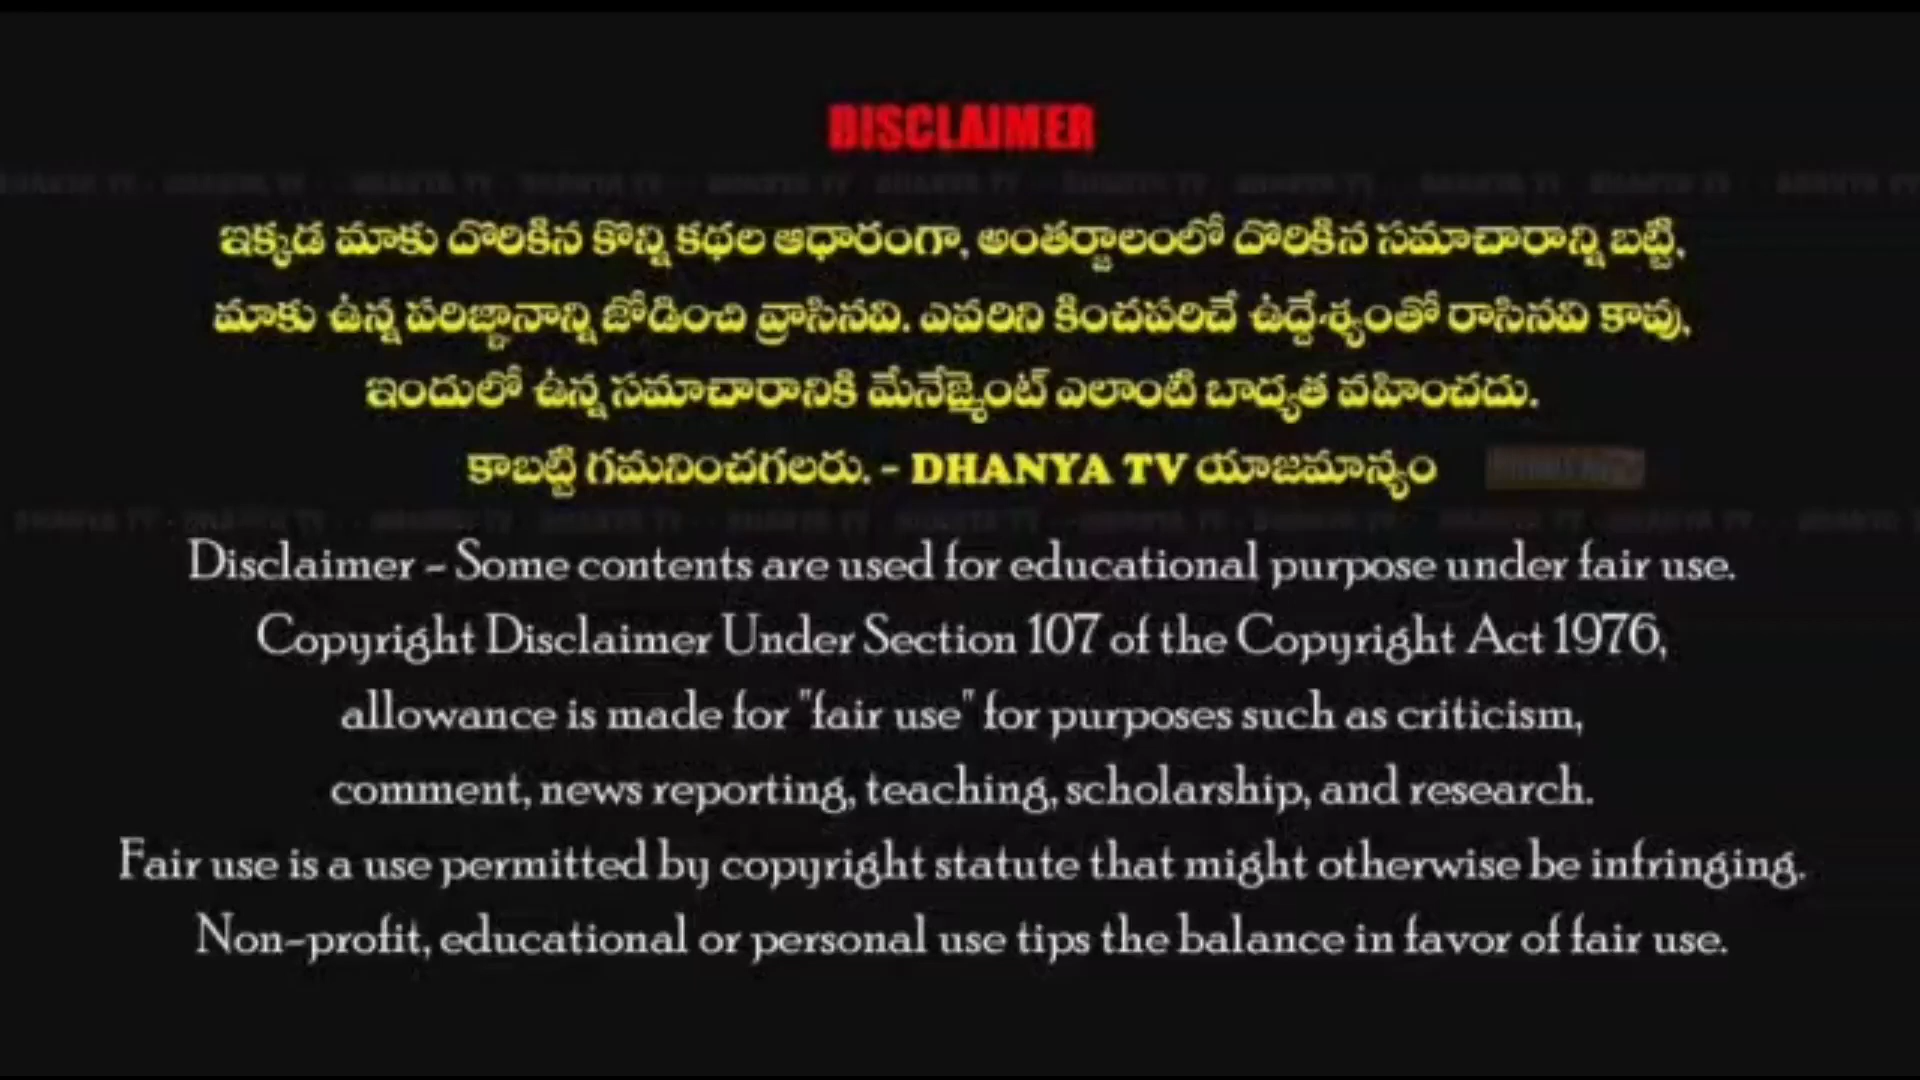 DISCLAIMER
ఇక్కడ మాకు దొరికిన కొన్ని కథల ఆధారంగా, అంతర్జాలంలో దొరికిన సమాచారాన్ని బట్టి,
మాకు ఉన్న పరిజ్ఞానాన్ని జోడించి వ్రాసినవి. ఎవరిని కించపరిచే ఉద్దేశ్యంతో రాసినవి కావు,
ఇందులో ఉన్న సమాచారానికి మేనేజ్మెంట్ ఎలాంటి బాద్యత వహించదు.
కాబట్టి గమనించగలరు. - DHANYA TV యాజమాన్యం
Disclaimer - Some contents are used for educational purpose under fair use.
Copyright Disclaimer Under Section 107 of the Copyright Act 1976,
allowance is made for "fair use" for purposes such as criticism,
comment, news reporting, teaching, scholarship, and research.
Fair use is a use permitted by copyright statute that might otherwise be infringing.
Non-profit, educational or personal use tips the balance in favor of fair use.